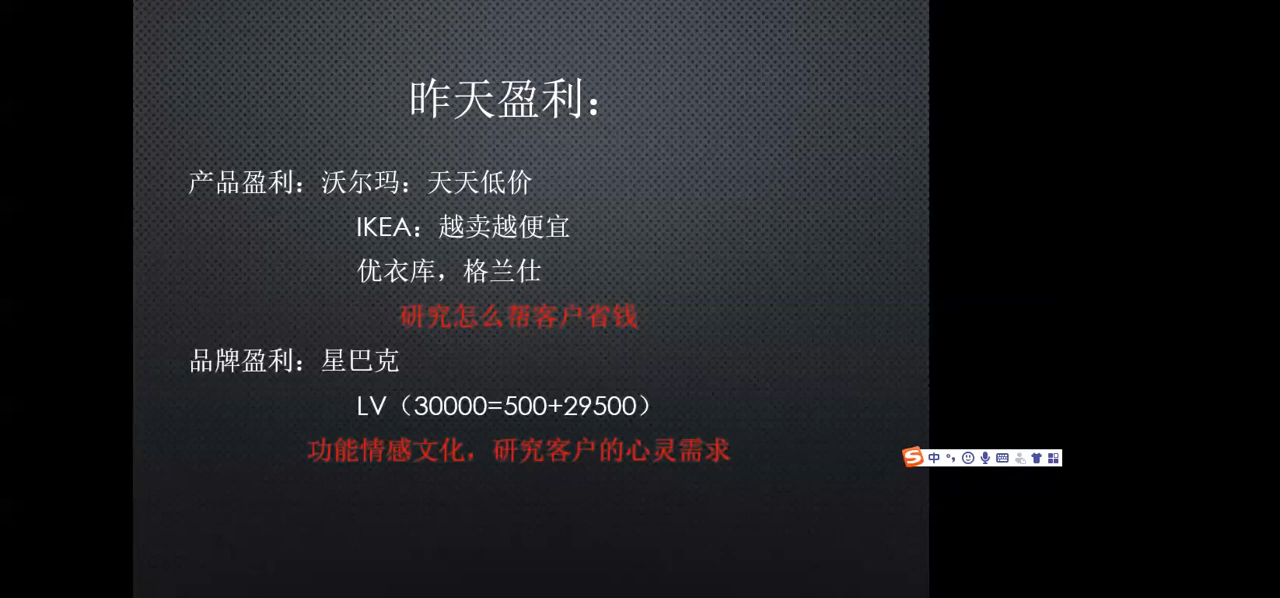 昨天盈利：
产品盈利：沃尔玛：天天低价
IKEA：越卖越便宜
优衣库，格兰仕
研究怎么帮客户省钱
品牌盈利：星巴克
LV（30000=500+29500）
功能情感文化，研究客户的心灵需求
中